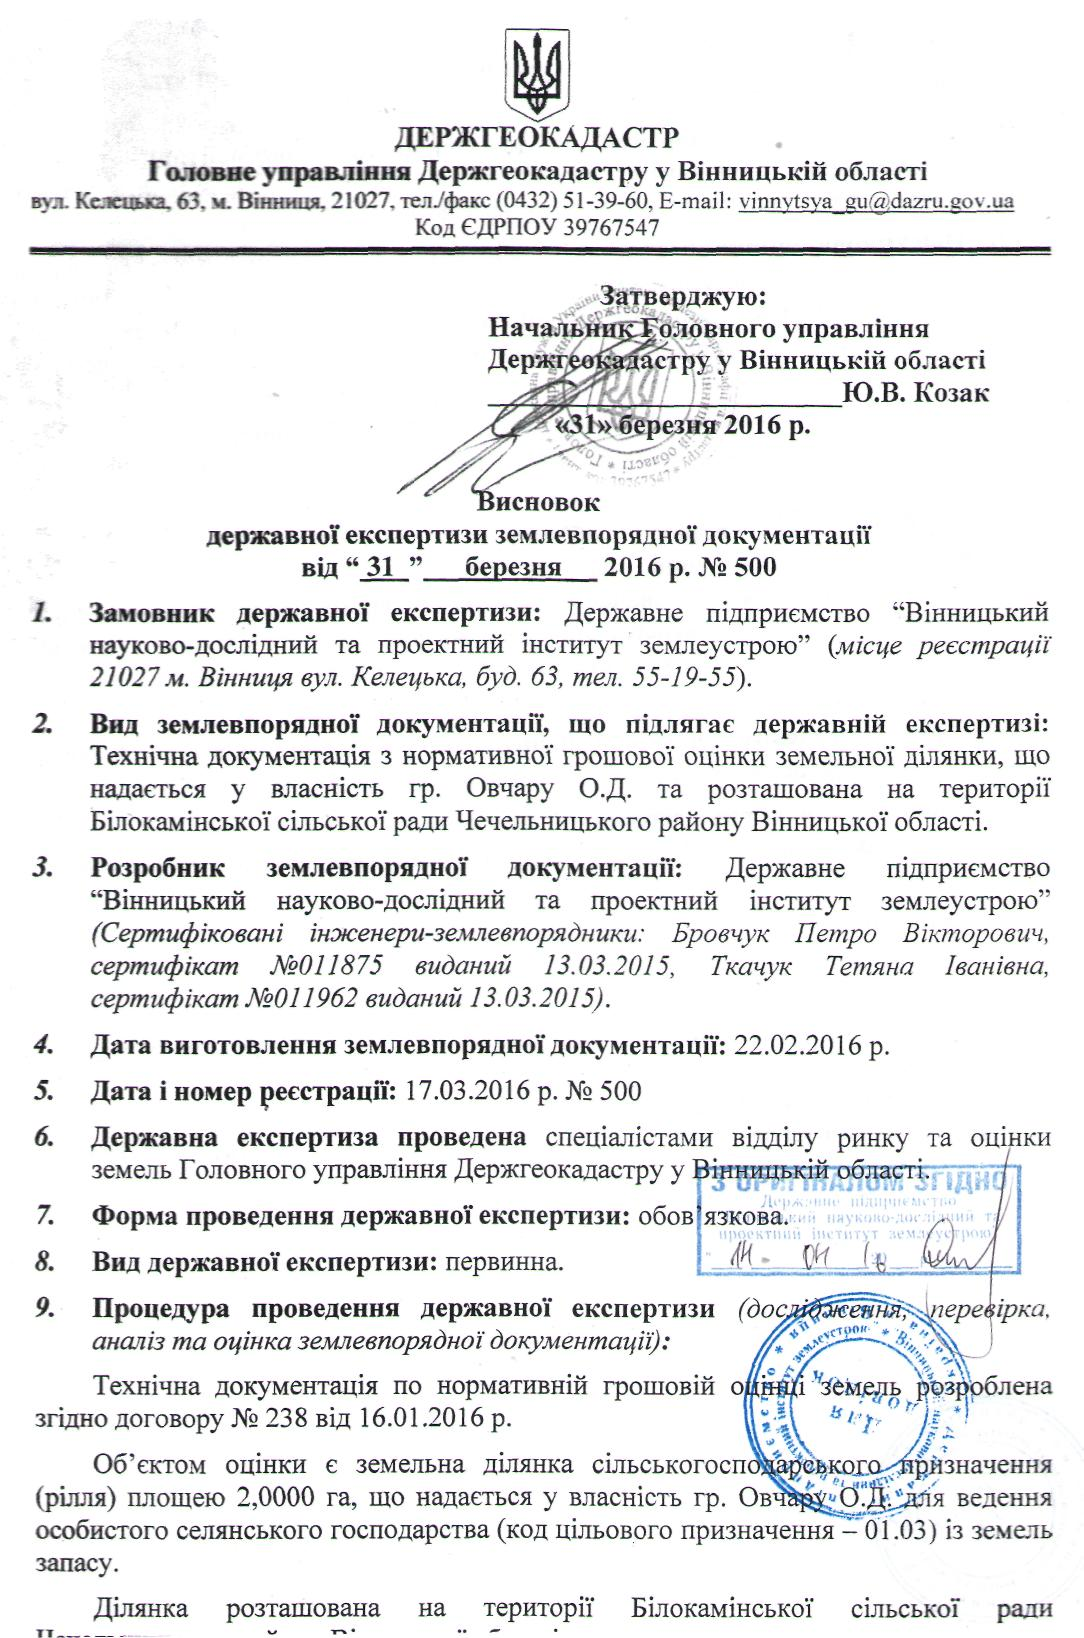 ДЕРЖГЕОКАДАСТР
Головне управління Держгеокадастру у Вінницькій області
вул. Келецька, 63, м. Вінниця, 21027, тел./факс (0432) 51-39-60, E-mail: vinnytsya_gu@dazru.gov.ua
Код ЄДРПОУ 39767547
Затверджую:
Начальник Головного управління
Держгеокадастру у Вінницькій області
Ю.В. Козак
«31» березня 2016 р.
Висновок
державної експертизи землевпорядної документації
від “ 31 ” березня 2016 р. № 500
1. Замовник державної експертизи: Державне підприємство “Вінницький
науково-дослідний та проектний інститут землеустрою” (місце реєстрації
21027 м. Вінниця вул. Келецька, буд. 63, тел. 55-19-55).
2. Вид землевпорядної документації, що підлягає державній експертизі:
Технічна документація з нормативної грошової оцінки земельної ділянки, що
надається у власність гр. Овчару О.Д. та розташована на території
Білокамінської сільської ради Чечельницького району Вінницької області.
3. Розробник землевпорядної документації: Державне підприємство
“Вінницький науково-дослідний та проектний інститут землеустрою”
(Сертифіковані інженери-землевпорядники: Бровчук Петро Вікторович,
сертифікат №011875 виданий 13.03.2015, Ткачук Тетяна Іванівна,
сертифікат №011962 виданий 13.03.2015).
4. Дата виготовлення землевпорядної документації: 22.02.2016 р.
5. Дата і номер реєстрації: 17.03.2016 р. № 500
6. Державна експертиза проведена спеціалістами відділу ринку та оцінки
земель Головного управління Держгеокадастру у Вінницькій області.
З ОРИГІНАЛОМ ЗГІДНО
Державне підприємство
науково-дослідний та
проектний інститут землеустрою
7. Форма проведення державної експертизи: обов’язкова.
8. Вид державної експертизи: первинна.
9. Процедура проведення державної експертизи (дослідження, перевірка,
аналіз та оцінка землевпорядної документації):
Для
довідок
Технічна документація по нормативній грошовій оцінці земель розроблена
згідно договору № 238 від 16.01.2016 р.
Об’єктом оцінки є земельна ділянка сільськогосподарського призначення
(рілля) площею 2,0000 га, що надається у власність гр. Овчару О.Д. для ведення
особистого селянського господарства (код цільового призначення – 01.03) із земель
запасу.
Ділянка розташована на території Білокамінської сільської ради